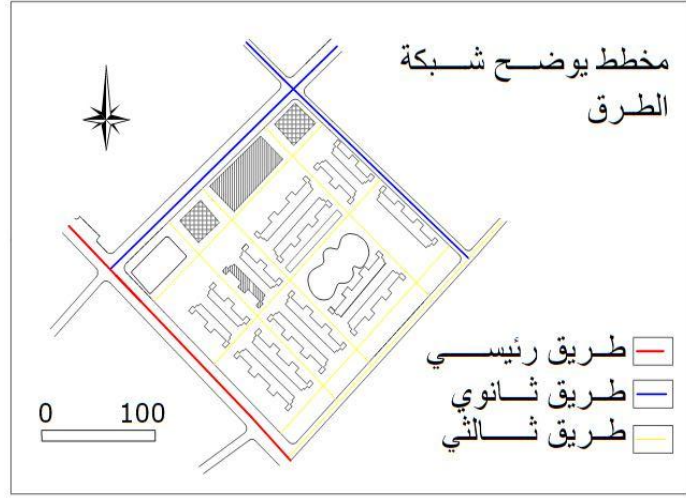 مخطط يوضح شبكة
الطرق
طريق رئيسي
طريق ثانوي
طريق ثالثي
0 100